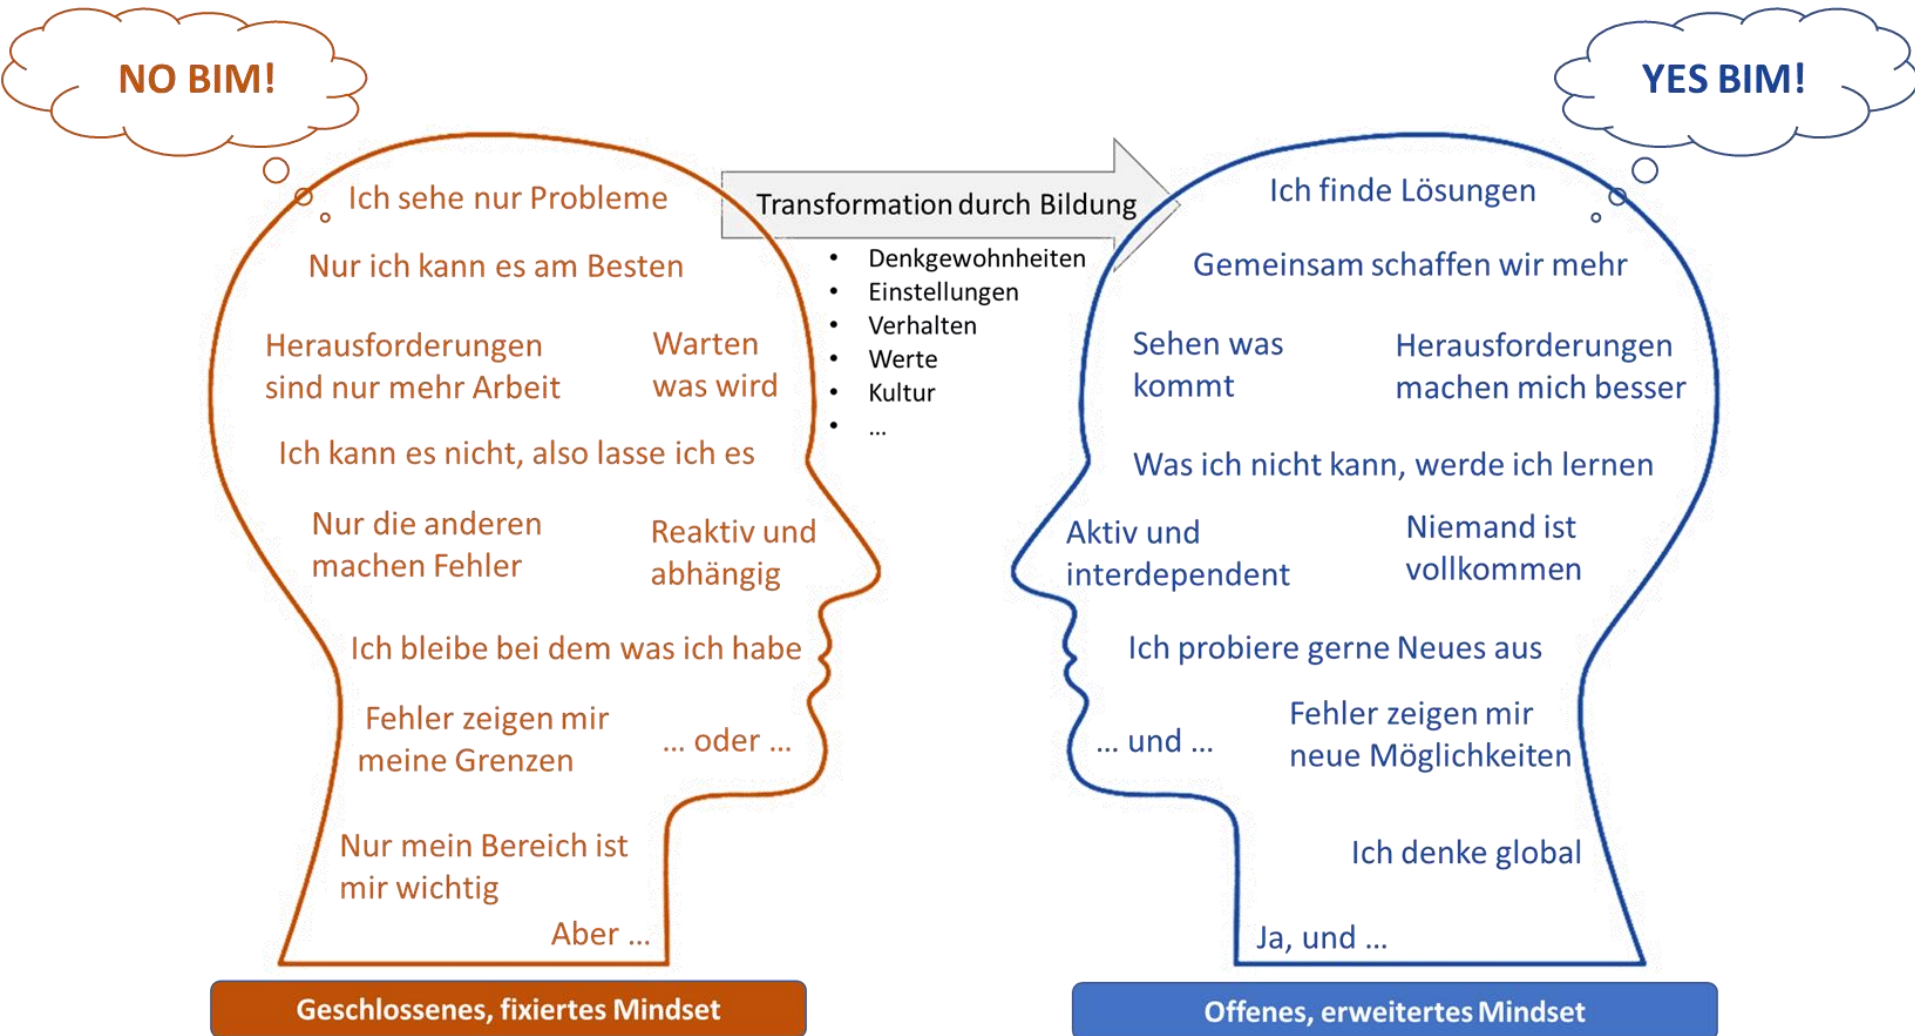 NO BIM!
Ich sehe nur Probleme
Nur ich kann es am Besten
Herausforderungen
sind nur mehr Arbeit
Warten
was wird
Ich kann es nicht, also lasse ich es
Nur die anderen
machen Fehler
Reaktiv und
abhängig
Ich bleibe bei dem was ich habe
Fehler zeigen mir
meine Grenzen
... oder ...
Nur mein Bereich ist
mir wichtig
Aber ...
Geschlossenes, fixiertes Mindset
Transformation durch Bildung
• Denkgewohnheiten
• Einstellungen
• Verhalten
• Werte
• Kultur
• ...
YES BIM!
Ich finde Lösungen
Gemeinsam schaffen wir mehr
Sehen was
kommt
Herausforderungen
machen mich besser
Was ich nicht kann, werde ich lernen
Aktiv und
interdependent
Niemand ist
vollkommen
Ich probiere gerne Neues aus
... und ...
Fehler zeigen mir
neue Möglichkeiten
Ich denke global
Ja, und ...
Offenes, erweitertes Mindset